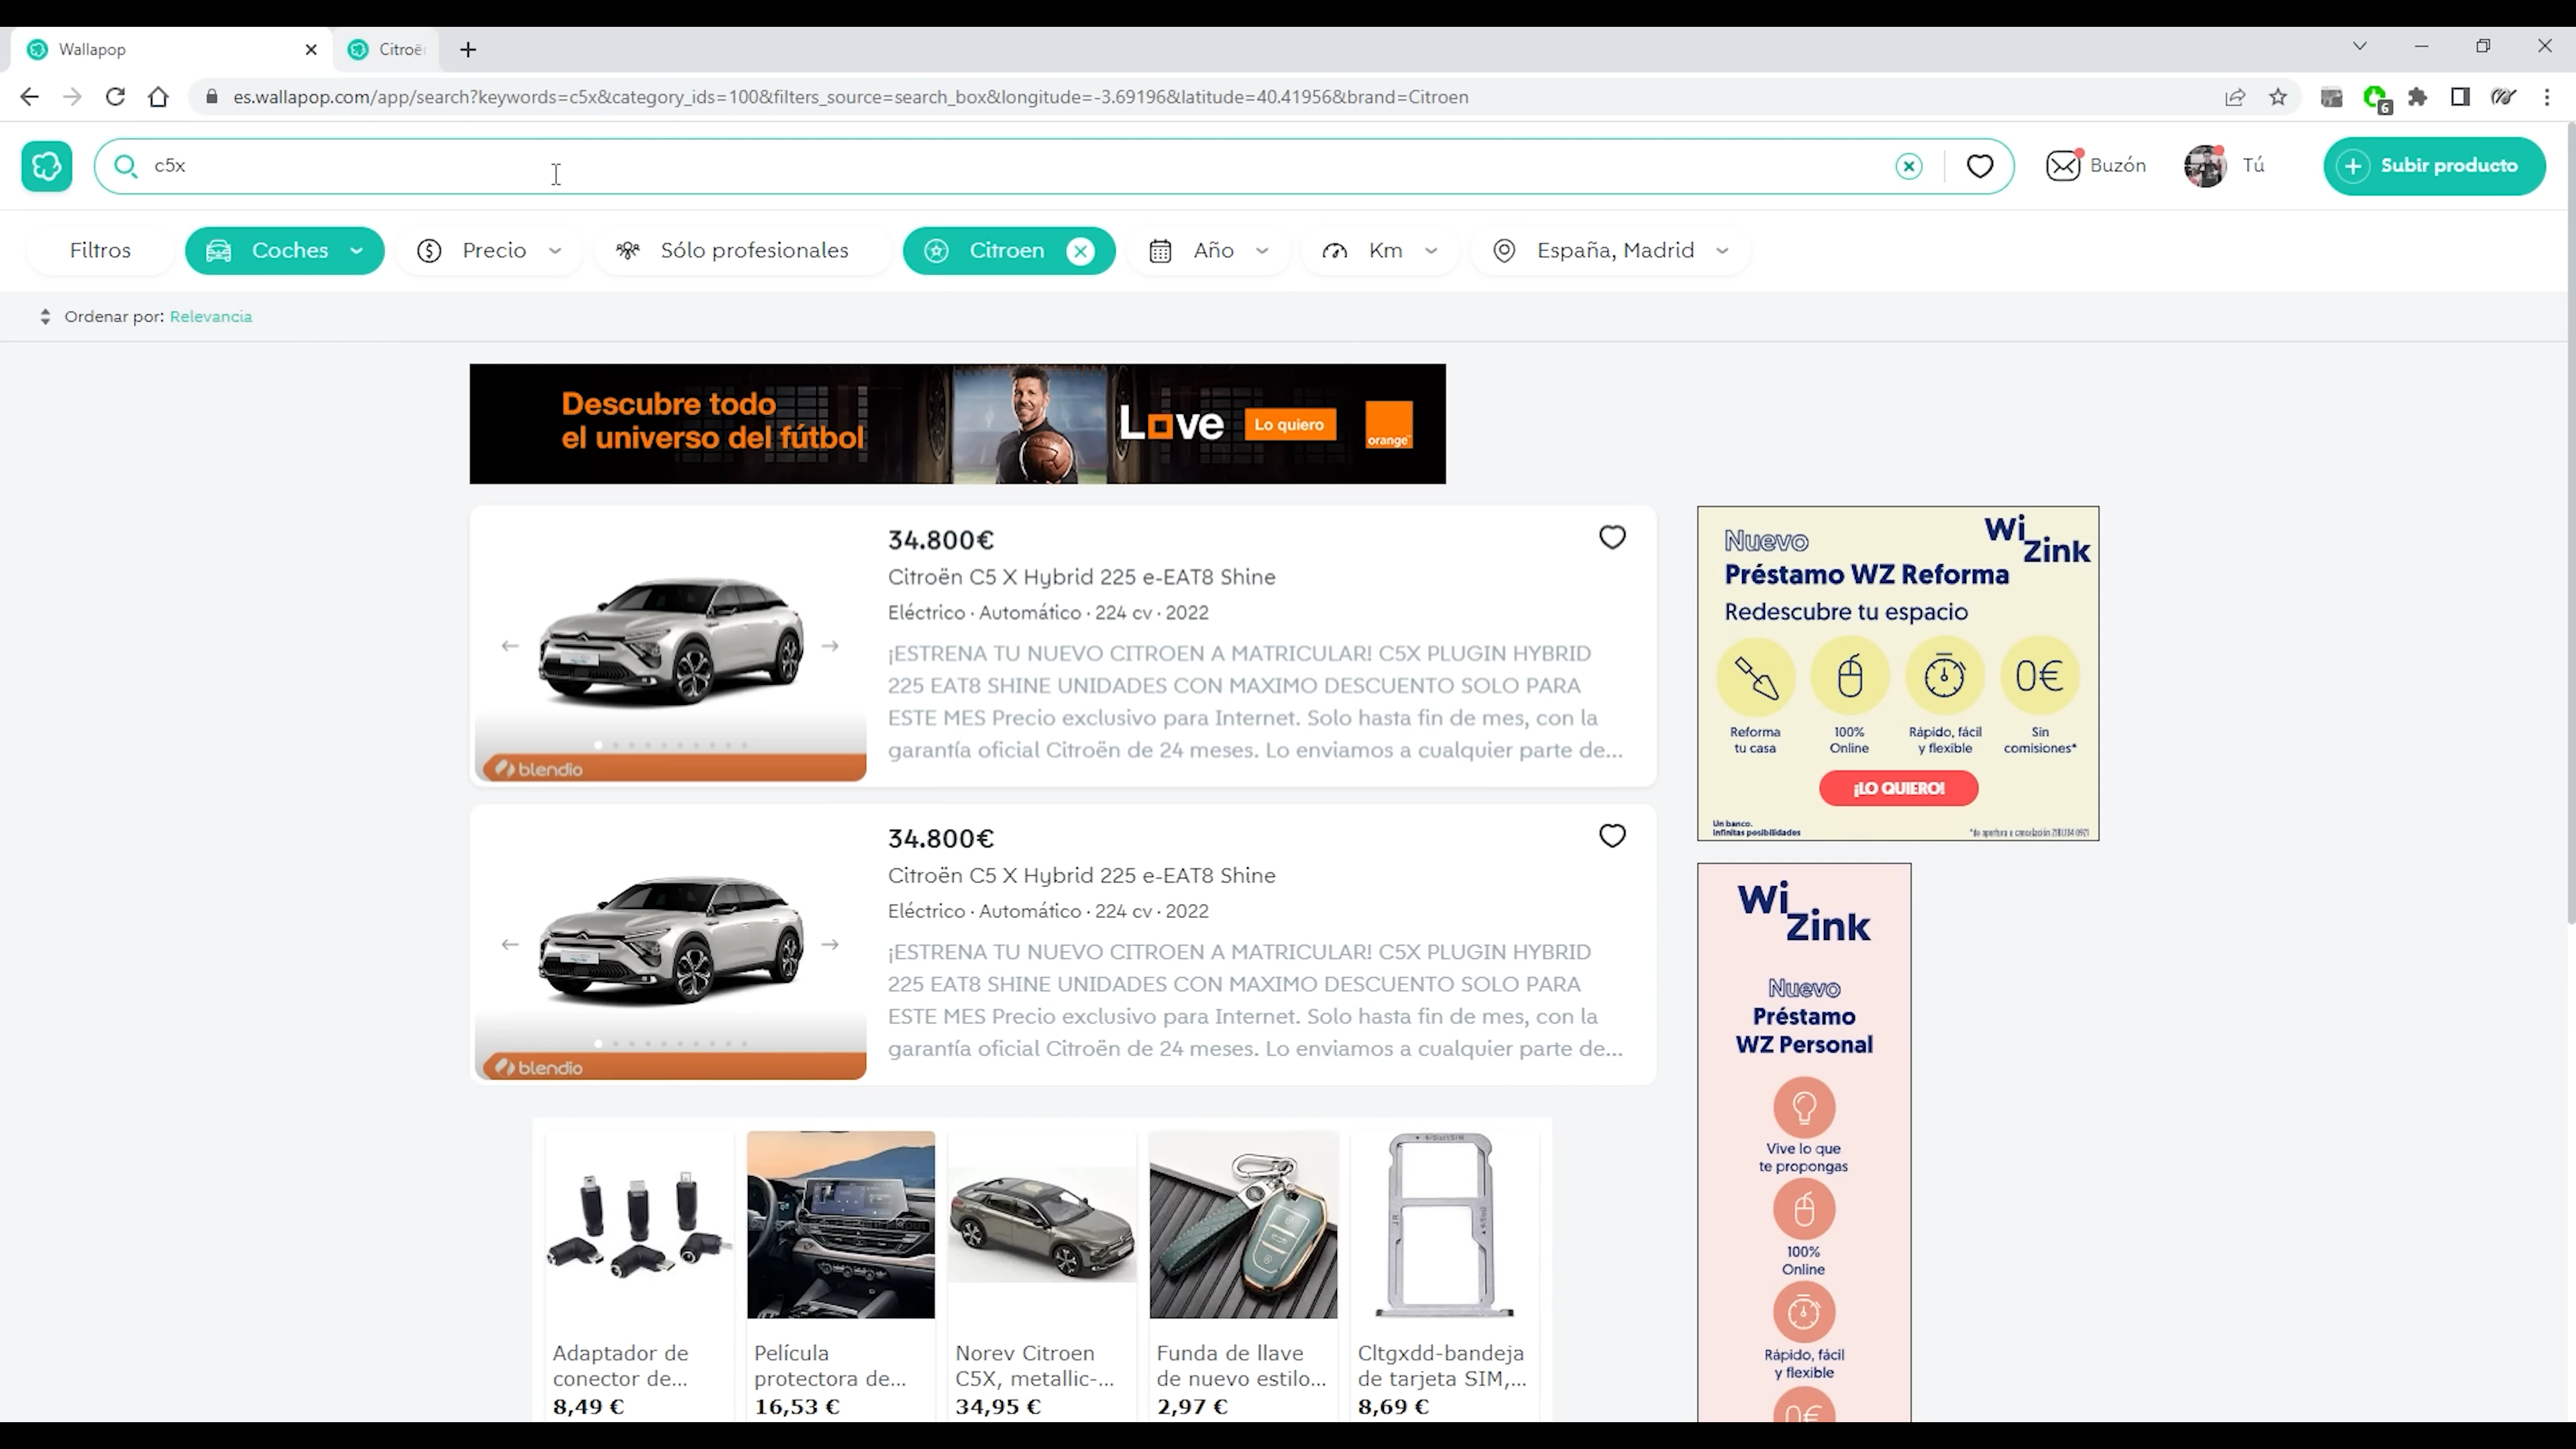 Wallapop
Citroë
es.wallapop.com/app/search?keywords=c5x&category_ids=100&filters_source=search_box&longitude=-3.69196&latitude=40.41956&brand=Citroen
6
c5x
Buzón
Tú
Subir producto
Filtros
Coches
Precio
Sólo profesionales
Citroen
Año
Km
España, Madrid
Ordenar por: Relevancia
Descubre todo
el universo del fútbol
Love
Lo quiero
orange
34.800€
Citroën C5 X Hybrid 225 e-EAT8 Shine
Eléctrico · Automático · 224 cv · 2022
¡ESTRENA TU NUEVO CITROEN A MATRICULAR! C5X PLUGIN HYBRID
225 EAT8 SHINE UNIDADES CON MAXIMO DESCUENTO SOLO PARA
ESTE MES Precio exclusivo para Internet. Solo hasta fin de mes, con la
garantía oficial Citroën de 24 meses. Lo enviamos a cualquier parte de...
blendio
34.800€
Citroën C5 X Hybrid 225 e-EAT8 Shine
Eléctrico · Automático · 224 cv · 2022
¡ESTRENA TU NUEVO CITROEN A MATRICULAR! C5X PLUGIN HYBRID
225 EAT8 SHINE UNIDADES CON MAXIMO DESCUENTO SOLO PARA
ESTE MES Precio exclusivo para Internet. Solo hasta fin de mes, con la
garantía oficial Citroën de 24 meses. Lo enviamos a cualquier parte de...
blendio
Adaptador de
conector de...
8,49 €
Película
protectora de...
16,53 €
Norev Citroen
C5X, metallic-...
34,95 €
Funda de llave
de nuevo estilo...
2,97 €
Cltgxdd-bandeja
de tarjeta SIM,...
8,69 €
Wi
Zink
Nuevo
Préstamo WZ Reforma
Redescubre tu espacio
0€
Reforma
tu casa
100%
Online
Rápido, fácil
y flexible
Sin
comisiones*
¡LO QUIERO!
Un banco.
Infinitas posibilidades
*de apertura o cancelación
Wi
Zink
Nuevo
Préstamo
WZ Personal
Vive lo que
te propongas
100%
Online
Rápido, fácil
y flexible
0€